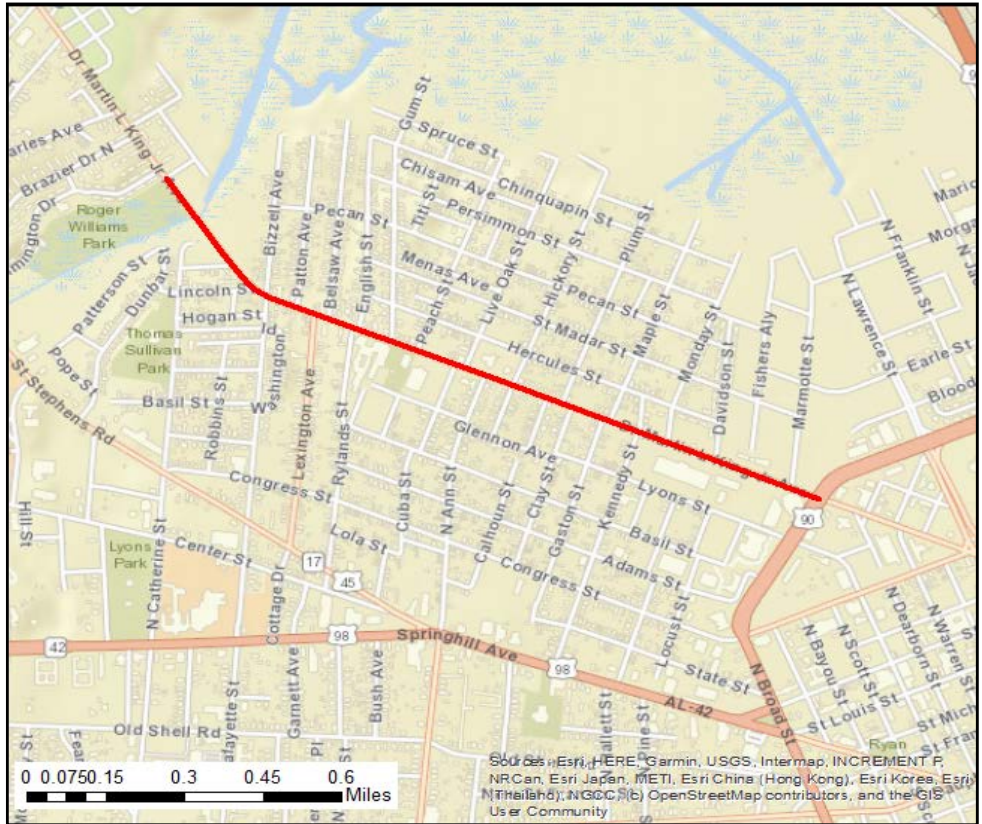 Dr Martin L King Jr Ave
Gum St
Spruce St
Brazier Dr N
Chisam Ave
Chinquapin St
Roger
Williams
Park
Bizzell Ave
Pecan St
Titi St
Persimmon St
Plum St
N Franklin St
Patton Ave
Belsaw Ave
English St
Menas Ave
Live Oak St
Hickory St
Pecan St
N Lawrence St
Patterson St
Dunbar St
Lincoln St
Hogan St
Peach St
St Madar St
Maple St
Monday St
Fishers Aly
Marmotte St
Earle St
Thomas
Sullivan
Park
Washington
Hercules St
Davidson St
Pope St
St Stephens Rd
Basil St
Robbins St
Lexington Ave
Rylands St
Glennon Ave
Kennedy St
Lyons St
90
Congress St
Cuba St
N Ann St
Calhoun St
Clay St
Gaston St
Basil St
Hill St
Lyons
Park
N Catherine St
Center St
Lola St
17
45
Congress St
Adams St
Cottage Dr
Locust St
N Dearborn St
N Warren St
42
98
Springhill Ave
98
State St
N Bayou St
N Scott St
Garnett Ave
Bush Ave
AL-42
N Broad St
St Louis St
Old Shell Rd
N Hallett St
N Pine St
Ryan
0 0.0750.15 0.3 0.45 0.6
Miles
Sources: Esri, HERE, Garmin, USGS, Intermap, INCREMENT P,
NRCan, Esri Japan, METI, Esri China (Hong Kong), Esri Korea, Esri
(Thailand), NGCC, (c) OpenStreetMap contributors, and the GIS
User Community